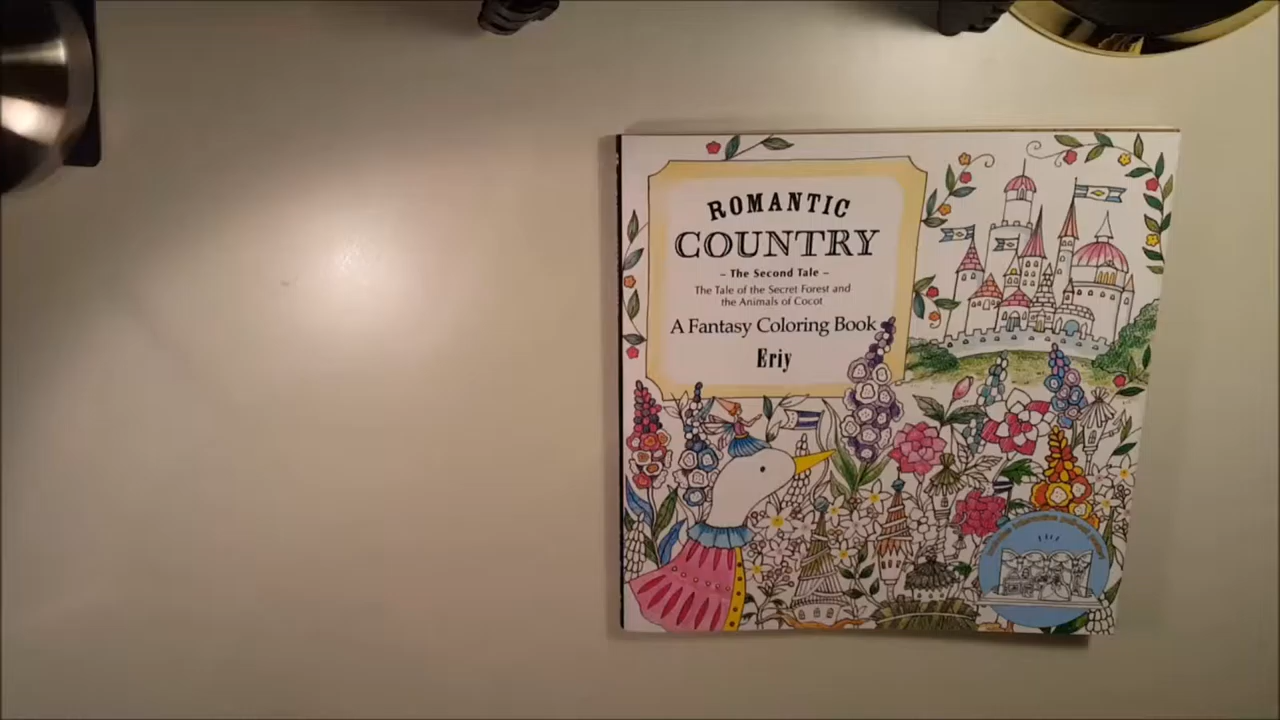 ROMANTIC
COUNTRY
– The Second Tale –
The Tale of the Secret Forest and
the Animals of Cocot
A Fantasy Coloring Book
Eriy